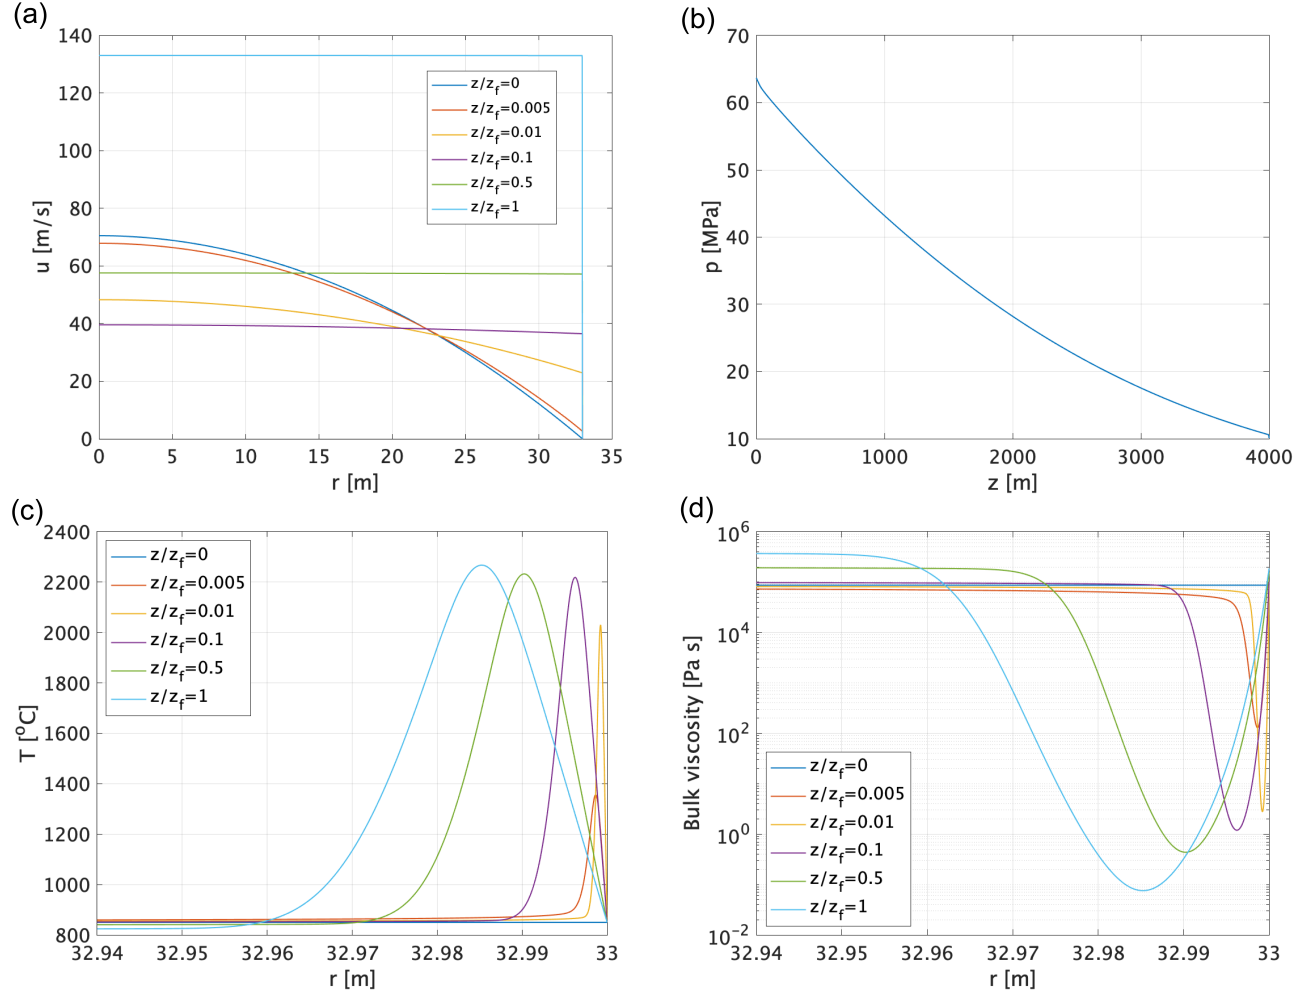 (a)
140
120
100
80
60
40
20
0
u [m/s]
0 5 10 15 20 25 30 35
r [m]
z/z_f=0
z/z_f=0.005
z/z_f=0.01
z/z_f=0.1
z/z_f=0.5
z/z_f=1
(b)
70
60
50
40
30
20
10
p [MPa]
0 1000 2000 3000 4000
z [m]
(c)
2400
2200
2000
1800
1600
1400
1200
1000
800
T [°C]
32.94 32.95 32.96 32.97 32.98 32.99 33
r [m]
z/z_f=0
z/z_f=0.005
z/z_f=0.01
z/z_f=0.1
z/z_f=0.5
z/z_f=1
(d)
10^6
10^4
10^2
10^0
10^-2
Bulk viscosity [Pa s]
32.94 32.95 32.96 32.97 32.98 32.99 33
r [m]
z/z_f=0
z/z_f=0.005
z/z_f=0.01
z/z_f=0.1
z/z_f=0.5
z/z_f=1